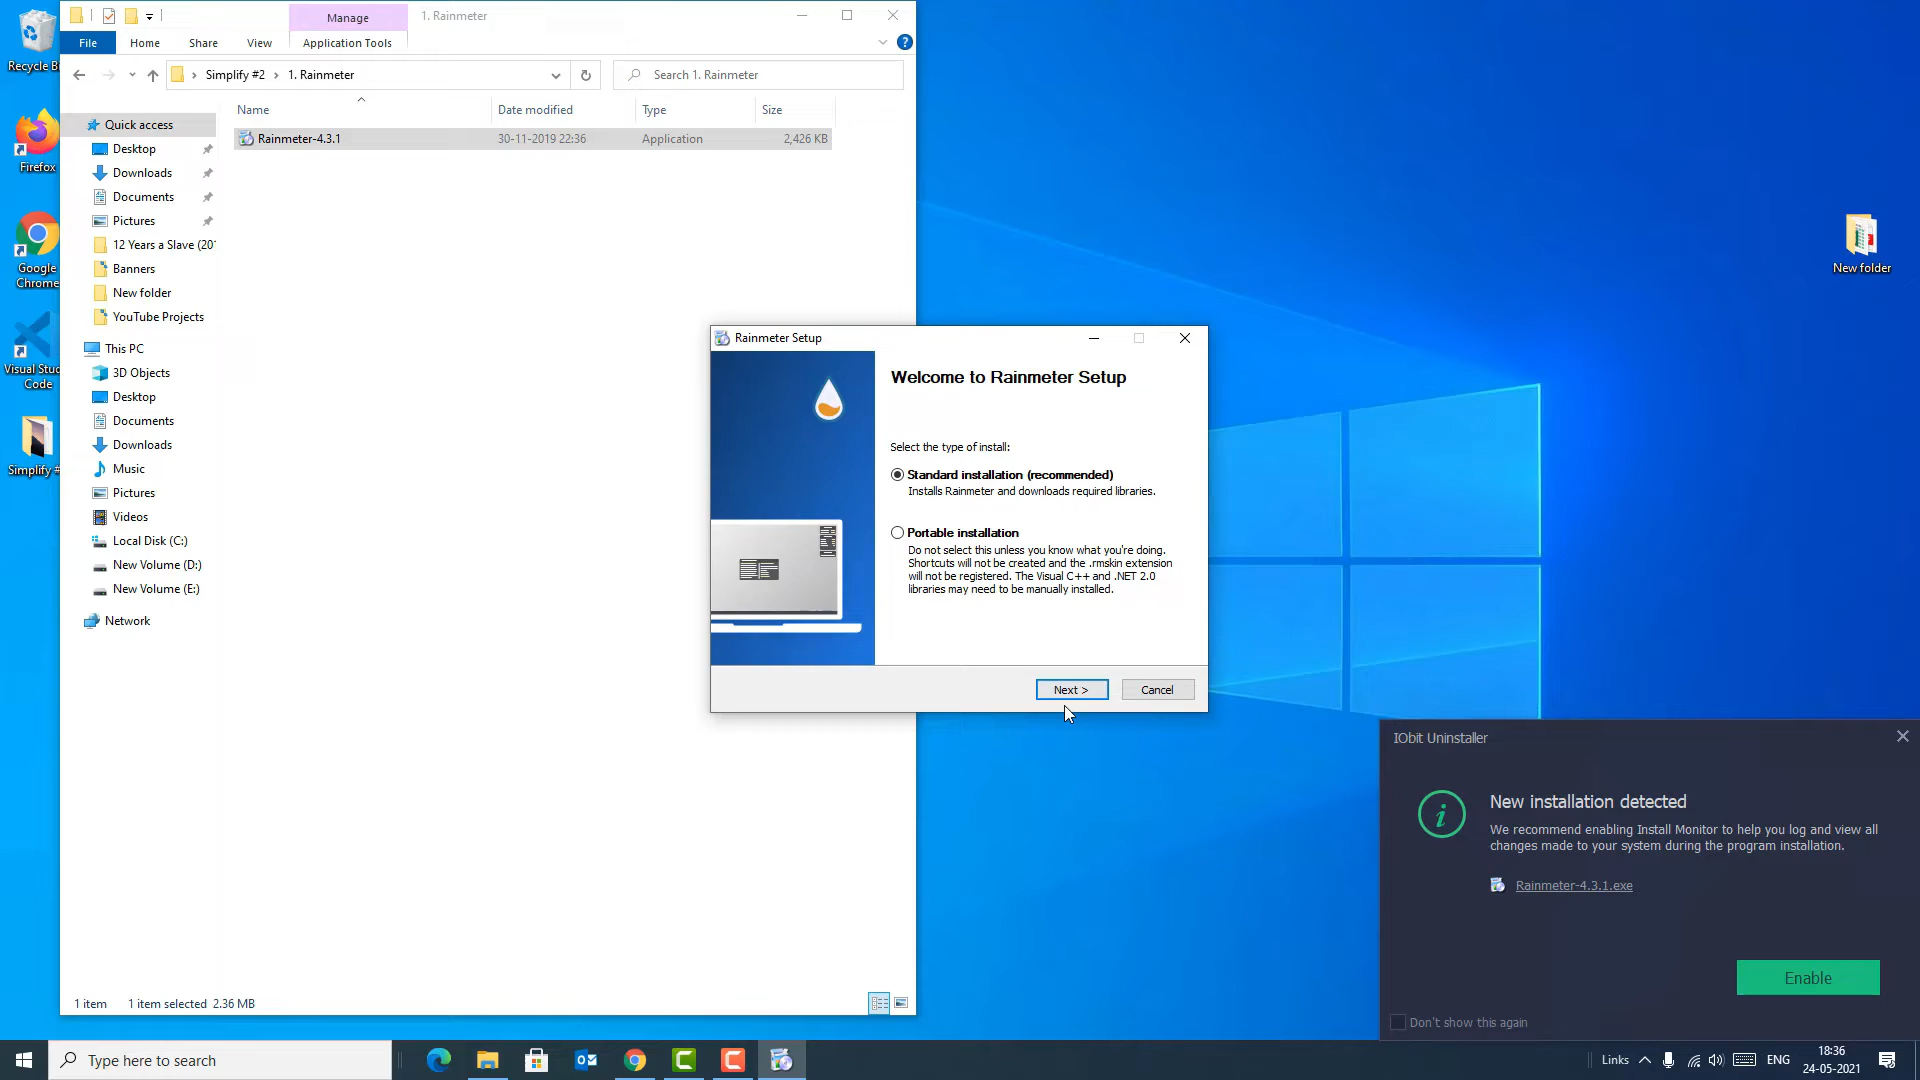 Manage
1. Rainmeter
File
Home
Share
View
Application Tools
Simplify #2 > 1. Rainmeter
Search 1. Rainmeter
Name
Date modified
Type
Size
Rainmeter-4.3.1
30-11-2019 22:36
Application
2,426 KB
Quick access
Desktop
Downloads
Documents
Pictures
12 Years a Slave (201
Banners
New folder
YouTube Projects
This PC
3D Objects
Desktop
Documents
Downloads
Music
Pictures
Videos
Local Disk (C:)
New Volume (D:)
New Volume (E:)
Network
1 item
1 item selected 2.36 MB
Recycle B
Firefox
Google
Chrome
Visual Stud
Code
Simplify #
New folder
Rainmeter Setup
Welcome to Rainmeter Setup
Select the type of install:
Standard installation (recommended)
Installs Rainmeter and downloads required libraries.
Portable installation
Do not select this unless you know what you're doing.
Shortcuts will not be created and the .rmskin extension
will not be registered. The Visual C++ and .NET 2.0
libraries may need to be manually installed.
Next >
Cancel
IObit Uninstaller
New installation detected
We recommend enabling Install Monitor to help you log and view all
changes made to your system during the program installation.
Rainmeter-4.3.1.exe
Enable
Don't show this again
Type here to search
Links
ENG
18:36
24-05-2021